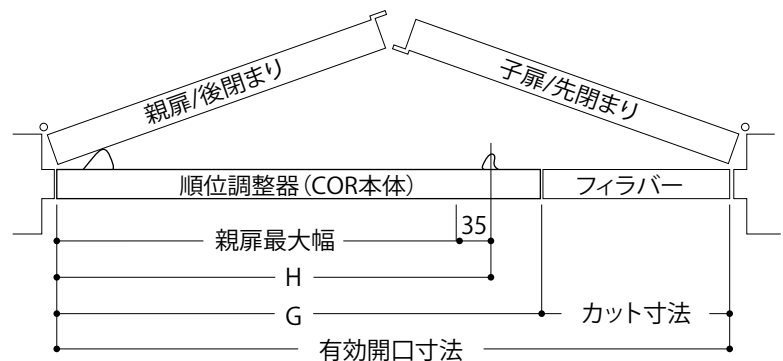 親扉/後閉まり
子扉/先閉まり
順位調整器（COR本体）
フィラバー
親扉最大幅
35
H
G
カット寸法
有効開口寸法